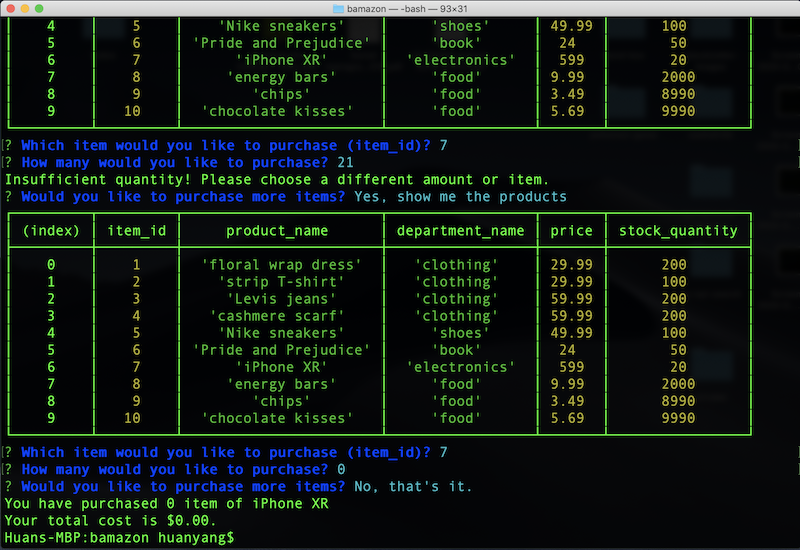 bamazon — -bash — 93×31
4 5 'Nike sneakers' 'shoes' 49.99 100
5 6 'Pride and Prejudice' 'book' 24 50
6 7 'iPhone XR' 'electronics' 599 20
7 8 'energy bars' 'food' 9.99 2000
8 9 'chips' 'food' 3.49 8990
9 10 'chocolate kisses' 'food' 5.69 9990
[? Which item would you like to purchase (item_id)? 7 ]
[? How many would you like to purchase? 21 ]
Insufficient quantity! Please choose a different amount or item.
? Would you like to purchase more items? Yes, show me the products
(index) item_id product_name department_name price stock_quantity
0 1 'floral wrap dress' 'clothing' 29.99 200
1 2 'strip T-shirt' 'clothing' 29.99 100
2 3 'Levis jeans' 'clothing' 59.99 200
3 4 'cashmere scarf' 'clothing' 59.99 200
4 5 'Nike sneakers' 'shoes' 49.99 100
5 6 'Pride and Prejudice' 'book' 24 50
6 7 'iPhone XR' 'electronics' 599 20
7 8 'energy bars' 'food' 9.99 2000
8 9 'chips' 'food' 3.49 8990
9 10 'chocolate kisses' 'food' 5.69 9990
[? Which item would you like to purchase (item_id)? 7 ]
[? How many would you like to purchase? 0 ]
? Would you like to purchase more items? No, that's it.
You have purchased 0 item of iPhone XR
Your total cost is $0.00.
Huans-MBP:bamazon huanyang$